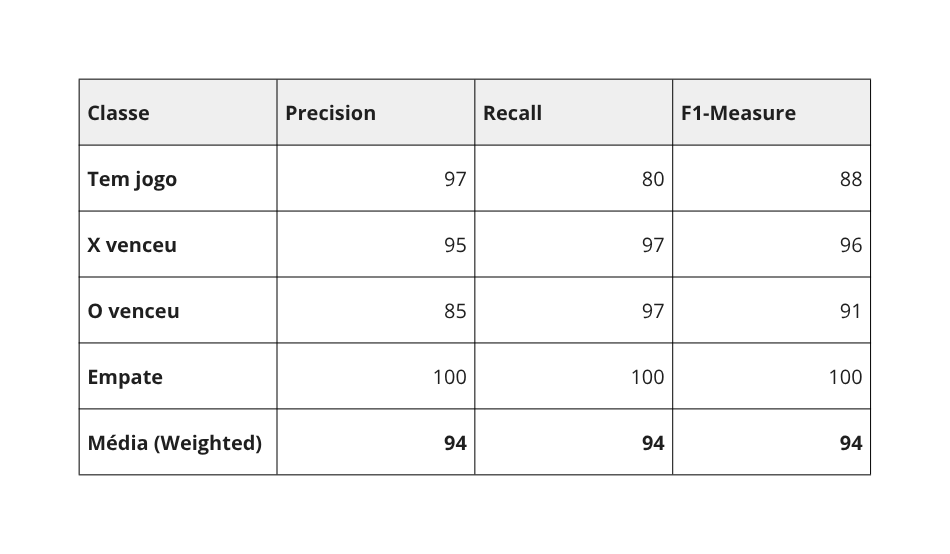 Classe Precision Recall F1-Measure
Tem jogo 97 80 88
X venceu 95 97 96
O venceu 85 97 91
Empate 100 100 100
Média (Weighted) 94 94 94